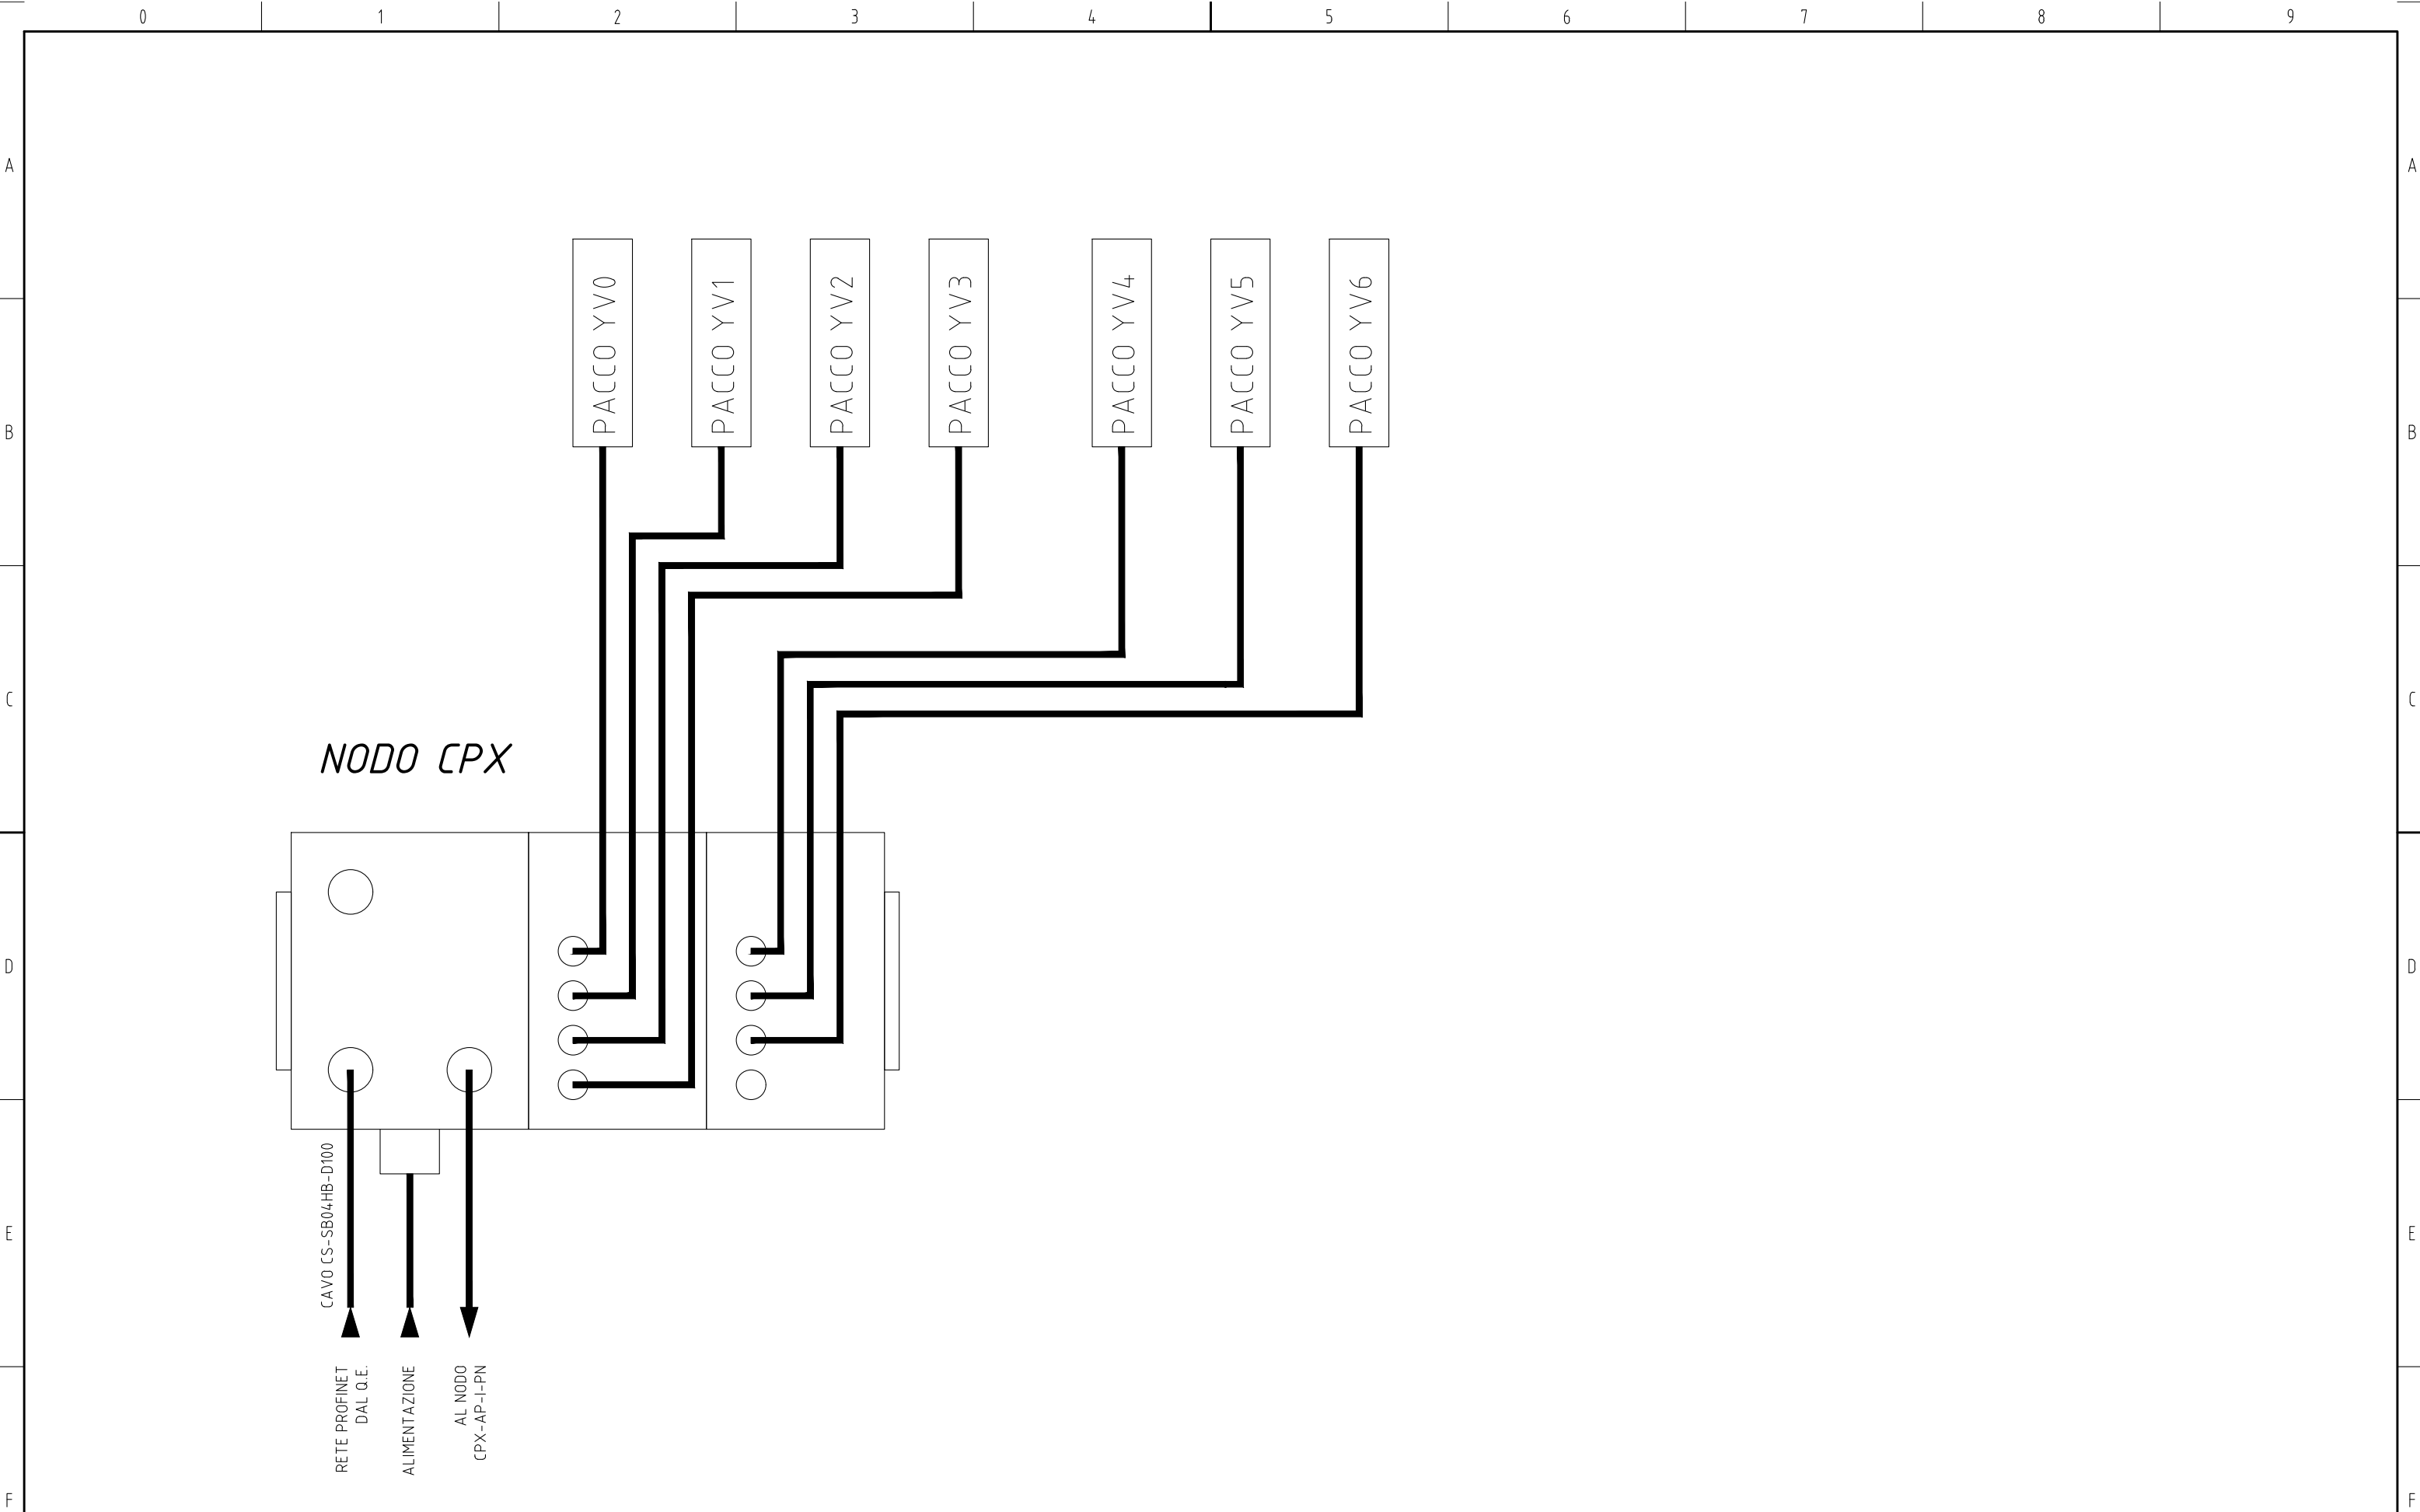 0 1 2 3 4 5 6 7 8 9
A A
PACCO YV0
PACCO YV1
PACCO YV2
PACCO YV3
PACCO YV4
PACCO YV5
PACCO YV6
B B
C C
NODO CPX
D D
CAVO CS-SB04HB-D100
E E
RETE PROFINET
DAL Q.E.
ALIMENTAZIONE
AL NODO
CPX-AP-I-PN
F F